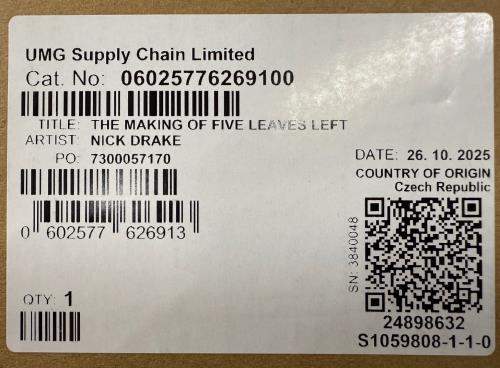 UMG Supply Chain Limited
Cat. No: 06025776269100
TITLE: THE MAKING OF FIVE LEAVES LEFT
ARTIST: NICK DRAKE
PO: 7300057170
0 602577 626913
QTY: 1
DATE: 26. 10. 2025
COUNTRY OF ORIGIN
Czech Republic
SN: 3840048
24898632
S1059808-1-1-0